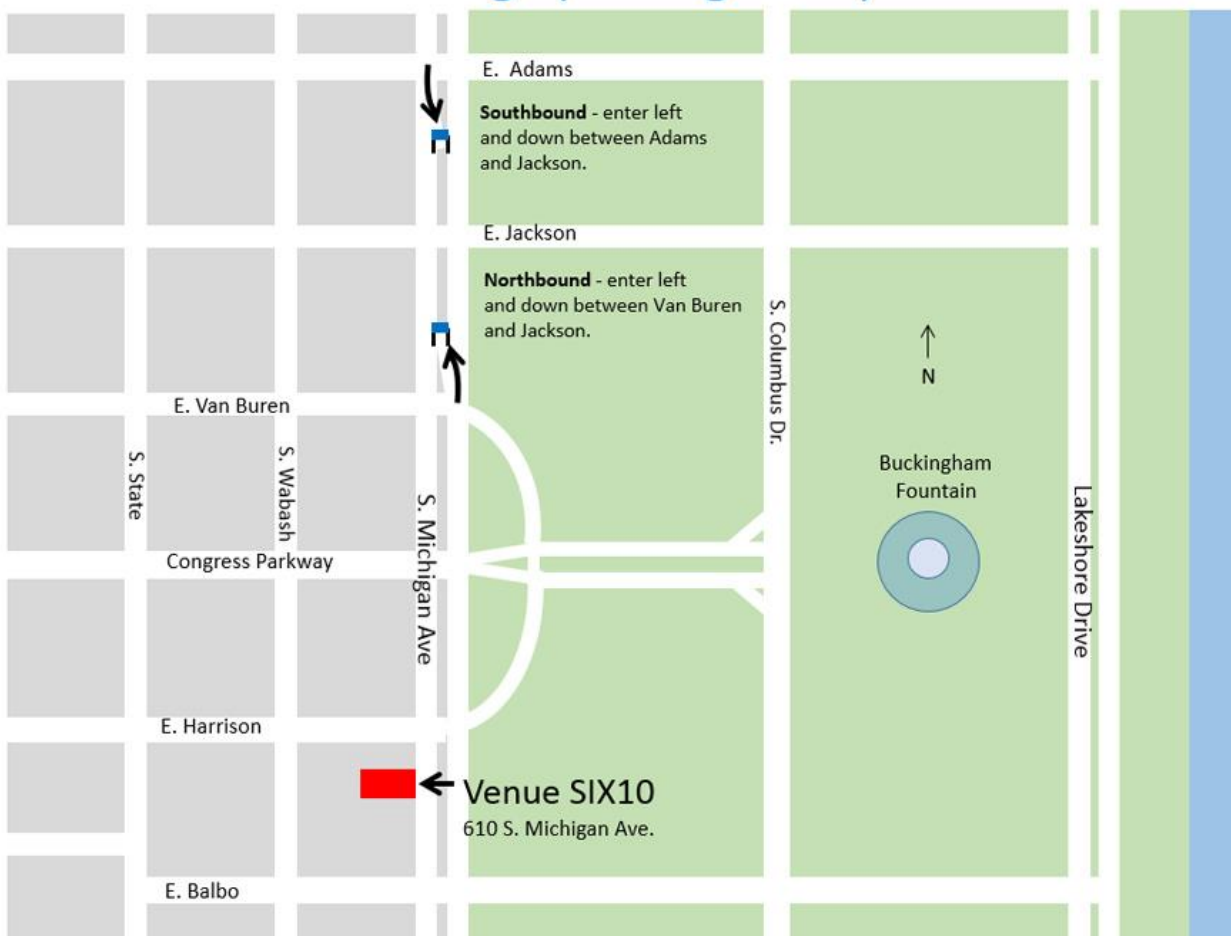 E. Adams
Southbound - enter left
and down between Adams
and Jackson.
E. Jackson
Northbound - enter left
and down between Van Buren
and Jackson.
S. Columbus Dr.
N
E. Van Buren
S. State
S. Wabash
S. Michigan Ave
Buckingham
Fountain
Lakeshore Drive
Congress Parkway
E. Harrison
Venue SIX10
610 S. Michigan Ave.
E. Balbo